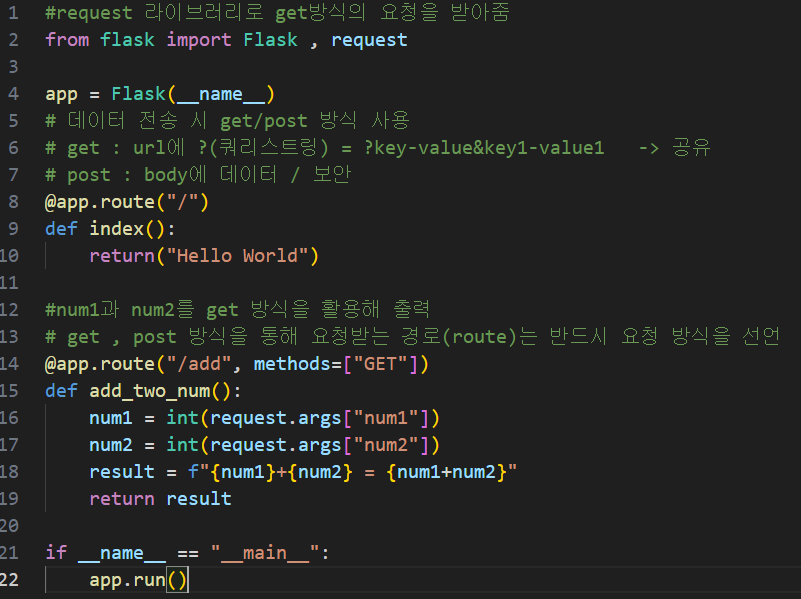 1 #request 라이브러리로 get방식의 요청을 받아줌
2 from flask import Flask , request
3
4 app = Flask(__name__)
5 # 데이터 전송 시 get/post 방식 사용
6 # get : url에 ?(쿼리스트링) = ?key-value&key1-value1   -> 공유
7 # post : body에 데이터 / 보안
8 @app.route("/")
9 def index():
10     return("Hello World")
11
12 #num1과 num2를 get 방식을 활용해 출력
13 # get , post 방식을 통해 요청받는 경로(route)는 반드시 요청 방식을 선언
14 @app.route("/add", methods=["GET"])
15 def add_two_num():
16     num1 = int(request.args["num1"])
17     num2 = int(request.args["num2"])
18     result = f"{num1}+{num2} = {num1+num2}"
19     return result
20
21 if __name__ == "__main__":
22     app.run()